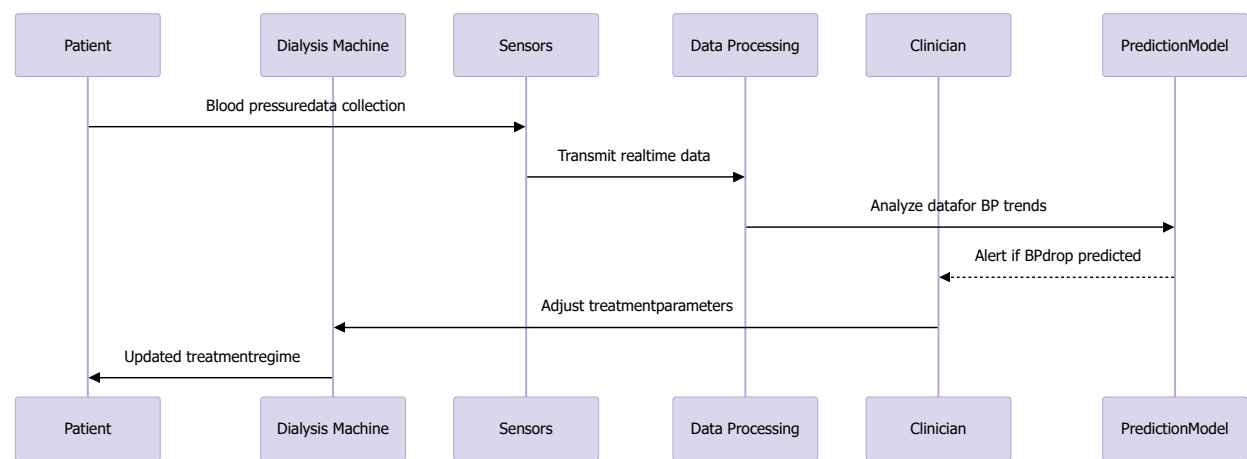 Patient
Dialysis Machine
Sensors
Data Processing
Clinician
PredictionModel
Blood pressuredata collection
Transmit realtime data
Analyze datafor BP trends
Alert if BPdrop predicted
Adjust treatmentparameters
Updated treatmentregime
Patient
Dialysis Machine
Sensors
Data Processing
Clinician
PredictionModel